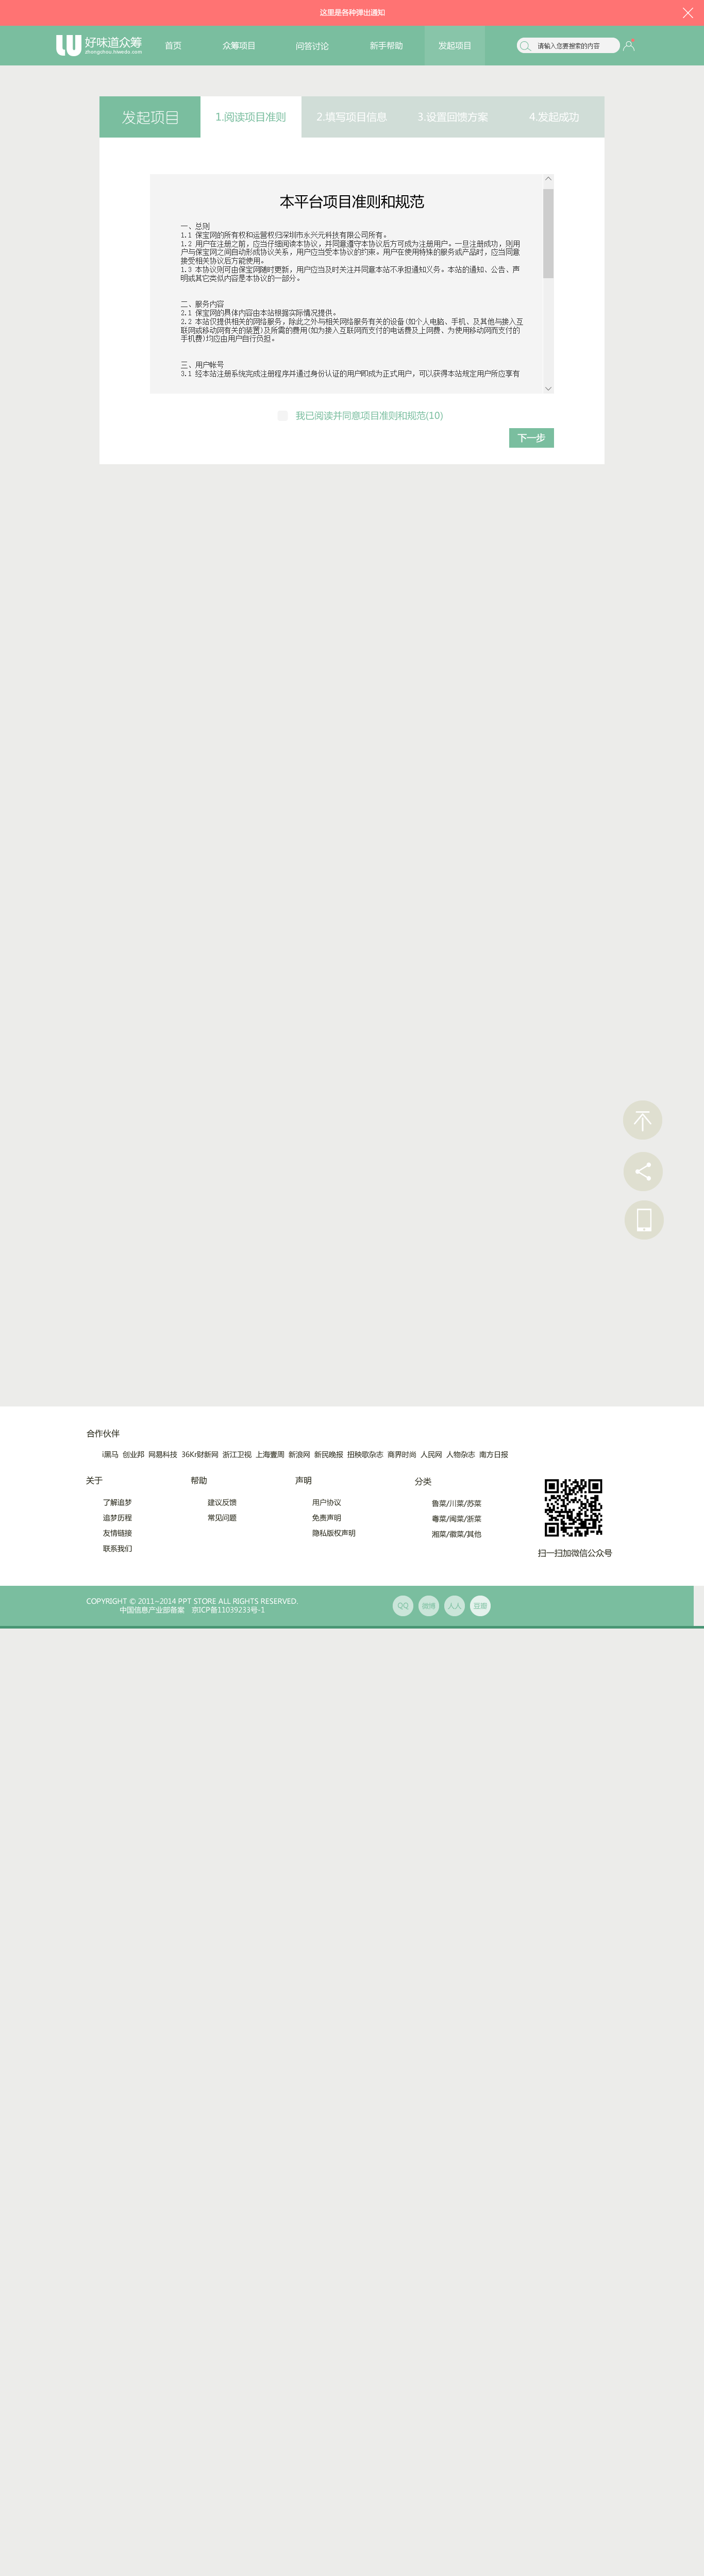 这里是各种弹出通知
好味道众筹
首页 众筹项目 问答讨论 新手帮助 发起项目 请输入您要搜索的内容
发起项目 1.阅读项目准则 2.填写项目信息 3.设置回馈方案 4.发起成功
本平台项目准则和规范
一、总则
1.1 保宝网的所有权和运营权归深圳市永兴元科技有限公司所有。
1.2 用户在注册之前，应当仔细阅读本协议，并同意遵守本协议后方可成为注册用户。一旦注册成功，则用
户与保宝网之间自动形成协议关系，用户应当受本协议的约束。用户在使用特殊的服务或产品时，应当同意
接受相关协议后方能使用。
1.3 本协议则可由保宝网随时更新，用户应当及时关注并同意本站不承担通知义务。本站的通知、公告、声
明或其它类似内容是本协议的一部分。
二、服务内容
2.1 保宝网的具体内容由本站根据实际情况提供。
2.2 本站仅提供相关的网络服务，除此之外与相关网络服务有关的设备(如个人电脑、手机、及其他与接入互
联网或移动网有关的装置)及所需的费用(如为接入互联网而支付的电话费及上网费、为使用移动网而支付的
手机费)均应由用户自行负担。
三、用户帐号
3.1 经本站注册系统完成注册程序并通过身份认证的用户即成为正式用户，可以获得本站规定用户所应享有
我已阅读并同意项目准则和规范(10)
下一步
合作伙伴
i黑马 创业邦 网易科技 36Kr财新网 浙江卫视 上海壹周 新浪网 新民晚报 扭秧歌杂志 商界时尚 人民网 人物杂志 南方日报
关于 帮助 声明 分类
了解追梦 建议反馈 用户协议 鲁菜/川菜/苏菜
追梦历程 常见问题 免责声明 粤菜/闽菜/浙菜
友情链接 隐私版权声明 湘菜/徽菜/其他
联系我们
扫一扫加微信公众号
COPYRIGHT © 2011~2014 PPT STORE ALL RIGHTS RESERVED.
中国信息产业部备案 京ICP备11039233号-1
QQ 微博 人人 豆瓣